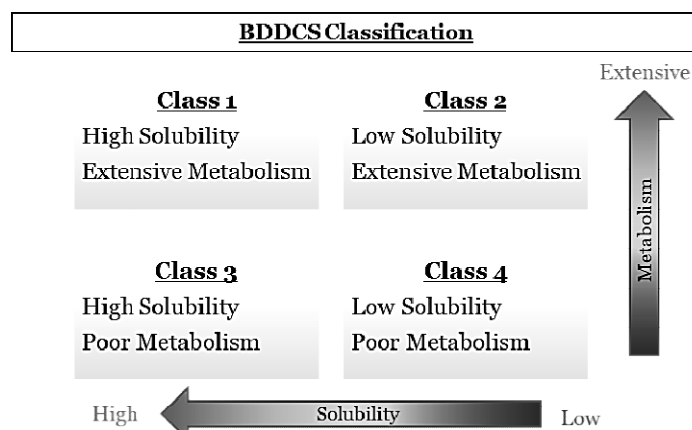 BDDCS Classification
Extensive
Class 1
High Solubility
Extensive Metabolism
Class 2
Low Solubility
Extensive Metabolism
Metabolism
Class 3
High Solubility
Poor Metabolism
Class 4
Low Solubility
Poor Metabolism
High
Solubility
Low